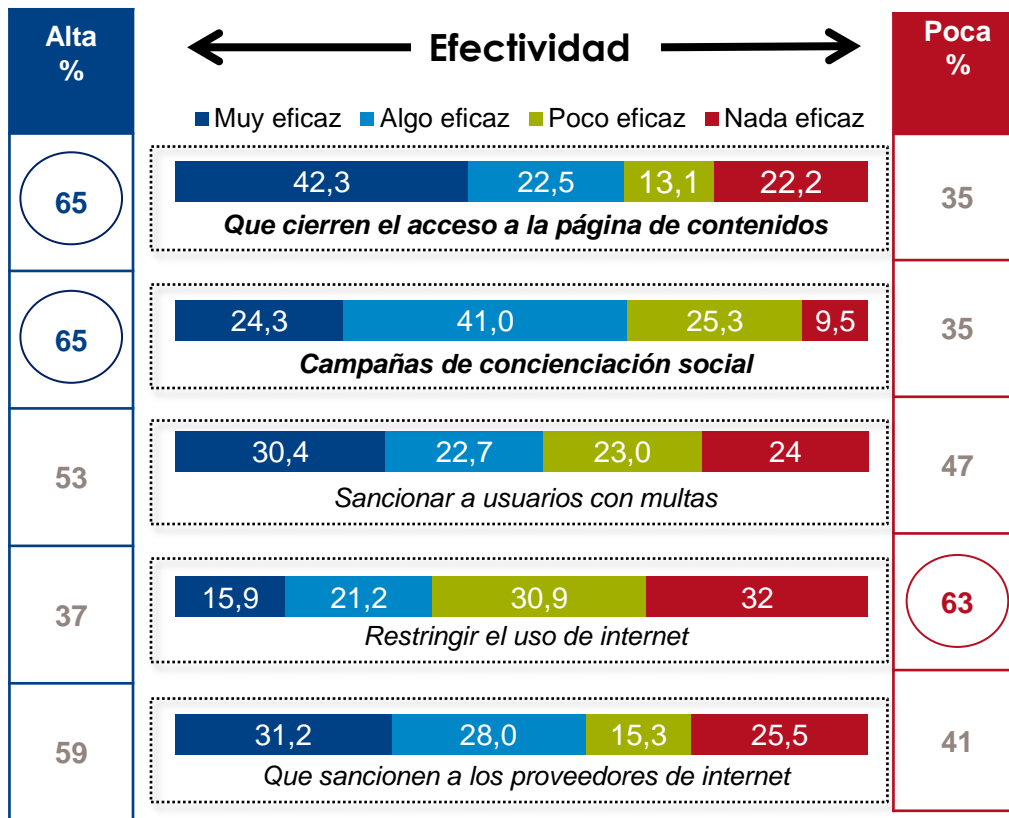 Alta
%
Efectividad
Poca
%
Muy eficaz Algo eficaz Poco eficaz Nada eficaz
65
42,3 22,5 13,1 22,2
35
Que cierren el acceso a la página de contenidos
65
24,3 41,0 25,3 9,5
35
Campañas de concienciación social
53
30,4 22,7 23,0 24
47
Sancionar a usuarios con multas
37
15,9 21,2 30,9 32
63
Restringir el uso de internet
59
31,2 28,0 15,3 25,5
41
Que sancionen a los proveedores de internet